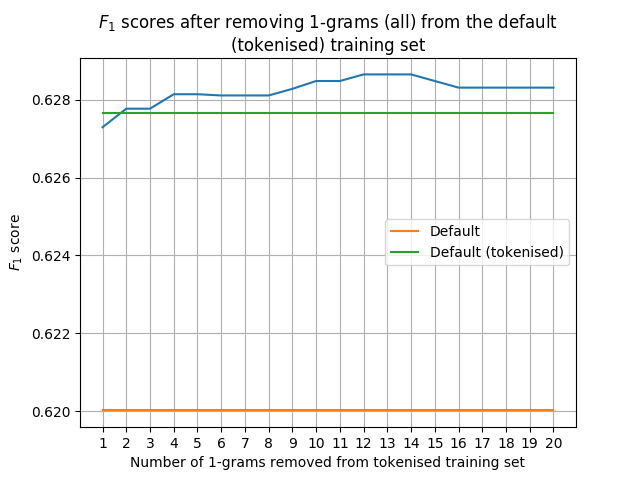 F1 scores after removing 1-grams (all) from the default
(tokenised) training set
0.628
0.626
0.624
0.622
0.620
F1 score
Default
Default (tokenised)
1 2 3 4 5 6 7 8 9 10 11 12 13 14 15 16 17 18 19 20
Number of 1-grams removed from tokenised training set